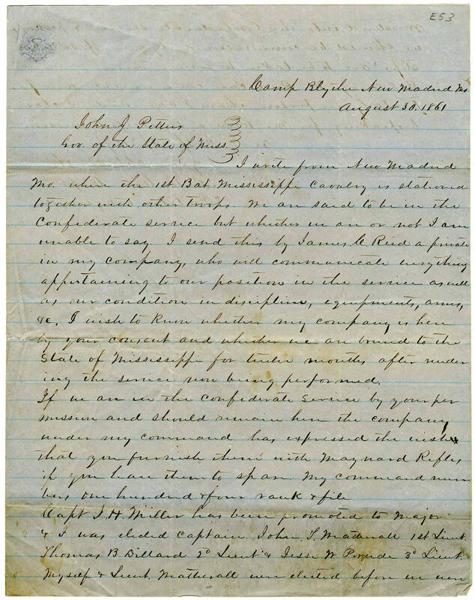 E53
Camp Blythe New Madrid Mo
August 30, 1861
John J Pettus
Gov. of the State of Miss
I write from New Madrid
Mo. where the 1st Bat. Mississippi Cavalry is stationed
together with other troops. We are said to be in the
Confederate service but whether we are or not I am
unable to say. I send this by James C Reid a private
in my company, who will communicate everything
appertaining to our position in the service as well
as our condition in discipline, equipments, arms,
&c. I wish to know whether my company is here
by your consent and whether we are bound to the
State of Mississippi for twelve months after render
ing the service now being performed.
If we are in the Confederate service by your per
mission and should remain here the company
under my command has expressed the wish
that you furnish them with Maynard Rifles
if you have them to spare. My command num
bers one hundred & four rank & file
Capt J. H. Miller has been promoted to Major
& I was elected Captain John S. 1st Lieut
Thomas B Dillard 2d Lieut & Jesse W 3d Lieut
Myself & Lieut. were elected before we were